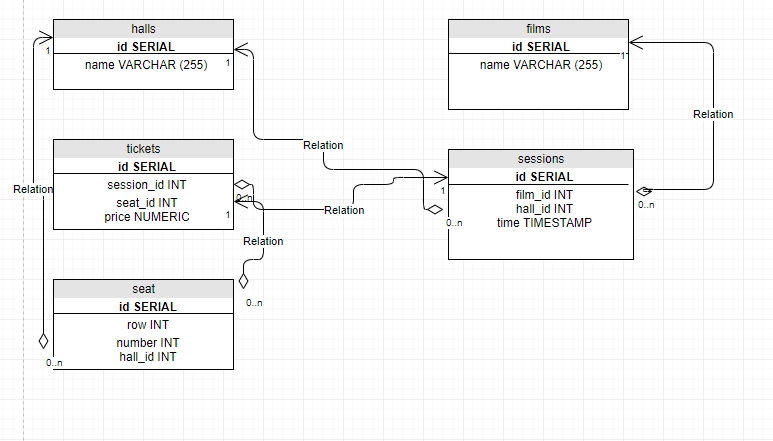 halls
id SERIAL
name VARCHAR (255)
1
1
films
id SERIAL
name VARCHAR (255)
1
Relation
Relation
tickets
id SERIAL
session_id INT
seat_id INT
price NUMERIC
0..n
1
sessions
id SERIAL
film_id INT
hall_id INT
time TIMESTAMP
1
0..n
0..n
Relation
Relation
Relation
seat
id SERIAL
row INT
number INT
hall_id INT
0..n
0..n